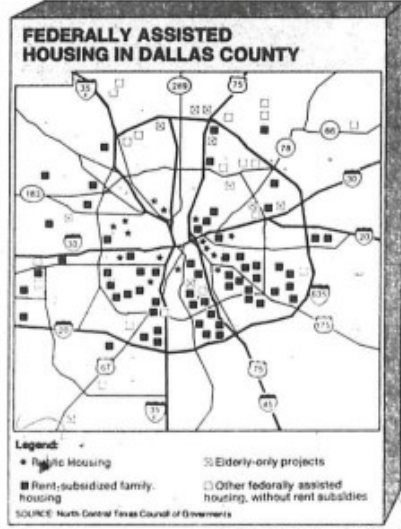 FEDERALLY ASSISTED
HOUSING IN DALLAS COUNTY
35
289
75
66
78
30
183
30
20
635
175
20
67
75
35
45
Legend:
Public Housing
Elderly-only projects
Rent-subsidized family
housing
Other federally assisted
housing, without rent subsidies
SOURCE: North Central Texas Council of Goverments